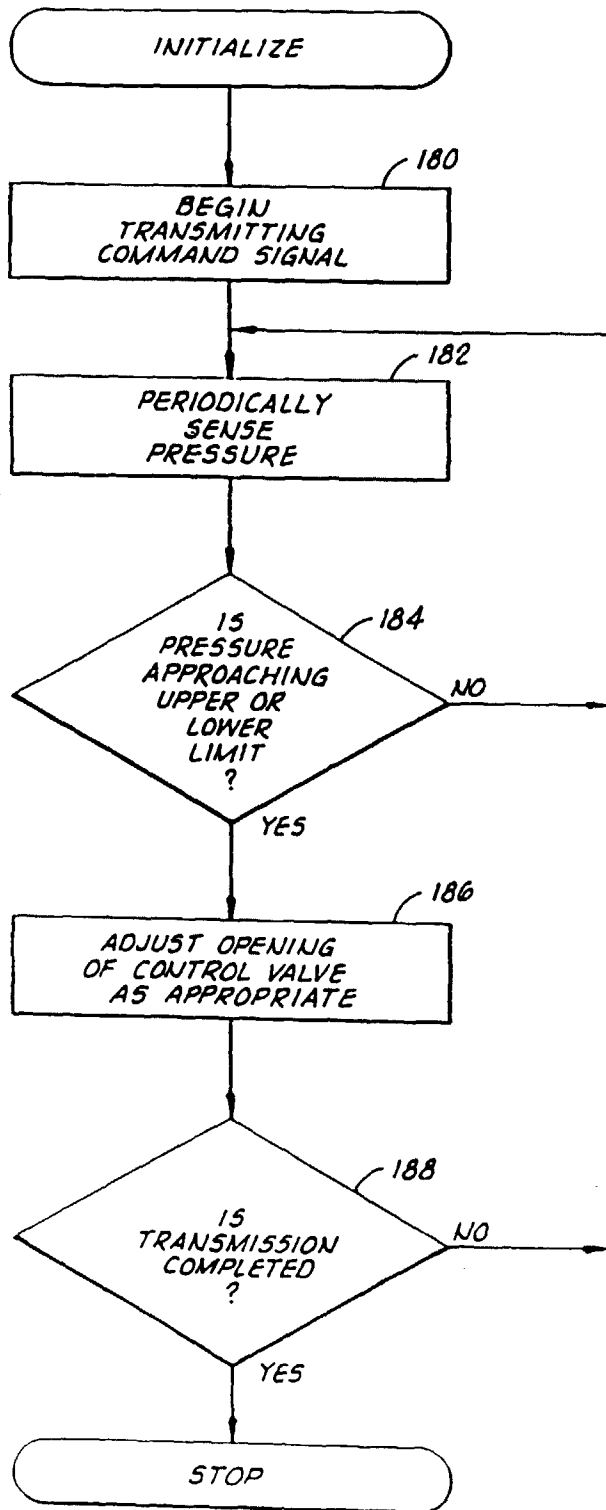 INITIALIZE
180
BEGIN
TRANSMITTING
COMMAND SIGNAL
182
PERIODICALLY
SENSE
PRESSURE
184
IS
PRESSURE
APPROACHING
UPPER OR
LOWER
LIMIT
?
NO
YES
186
ADJUST OPENING
OF CONTROL VALVE
AS APPROPRIATE
188
IS
TRANSMISSION
COMPLETED
?
NO
YES
STOP